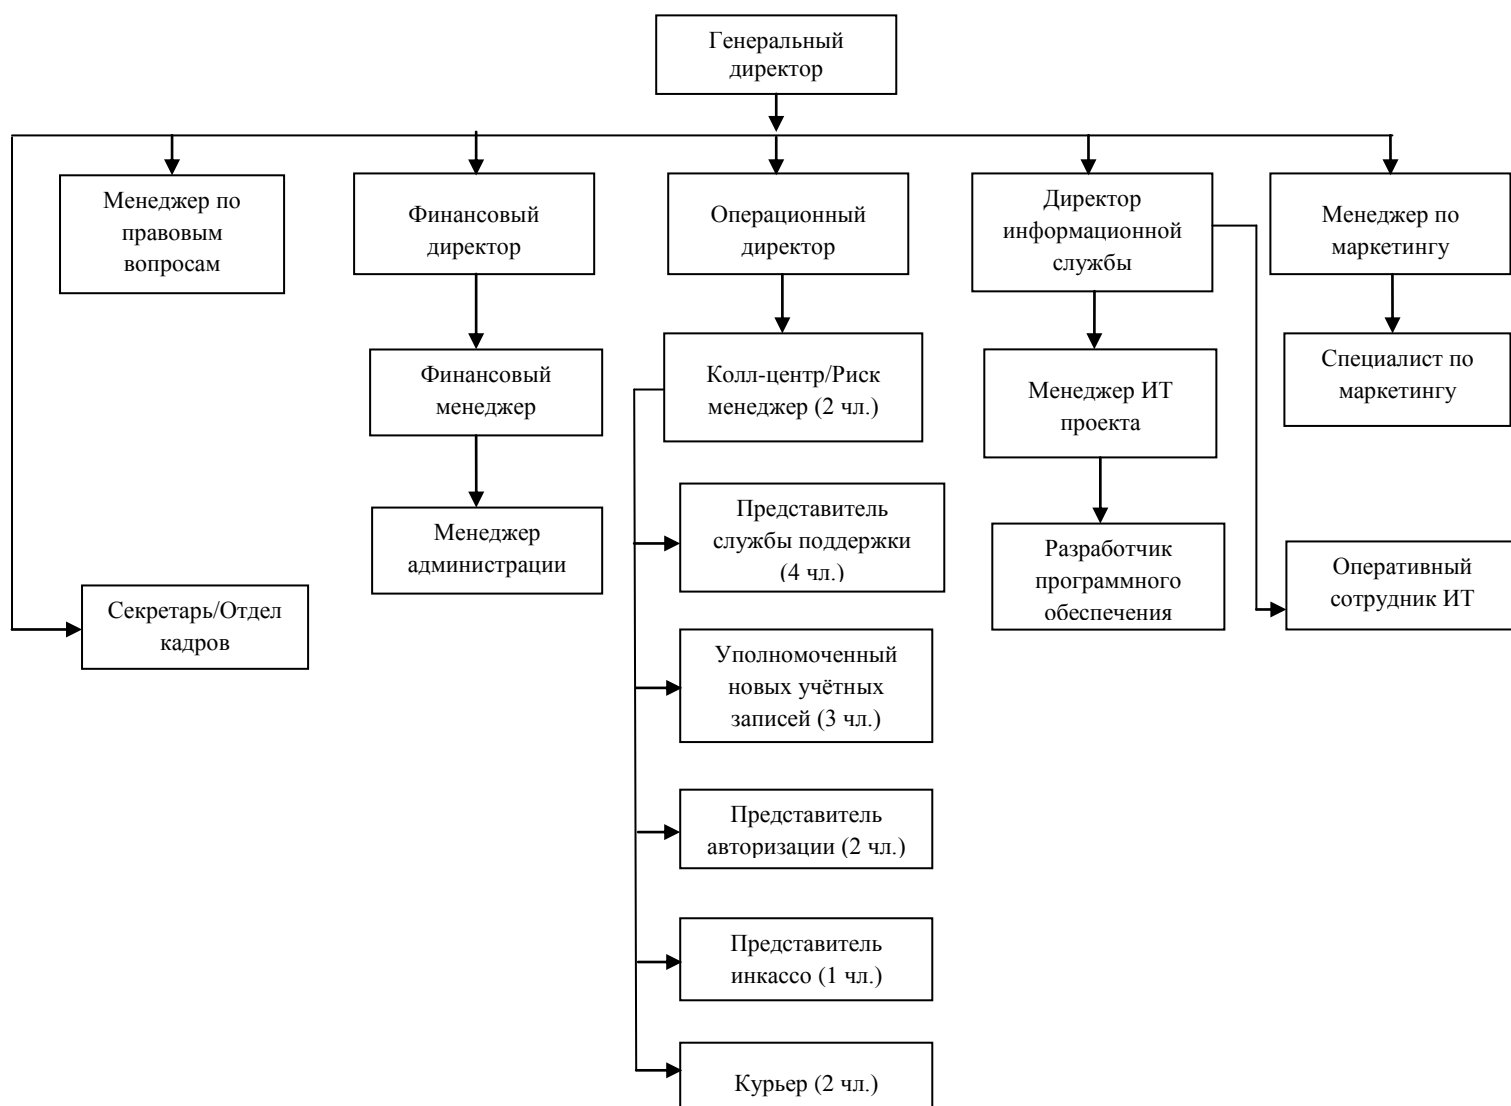 Генеральный
директор
Менеджер по
правовым
вопросам
Финансовый
директор
Операционный
директор
Директор
информационной
службы
Менеджер по
маркетингу
Финансовый
менеджер
Колл-центр/Риск
менеджер (2 чл.)
Менеджер ИТ
проекта
Специалист по
маркетингу
Менеджер
администрации
Представитель
службы поддержки
(4 чл.)
Разработчик
программного
обеспечения
Оперативный
сотрудник ИТ
Секретарь/Отдел
кадров
Уполномоченный
новых учётных
записей (3 чл.)
Представитель
авторизации (2 чл.)
Представитель
инкассо (1 чл.)
Курьер (2 чл.)